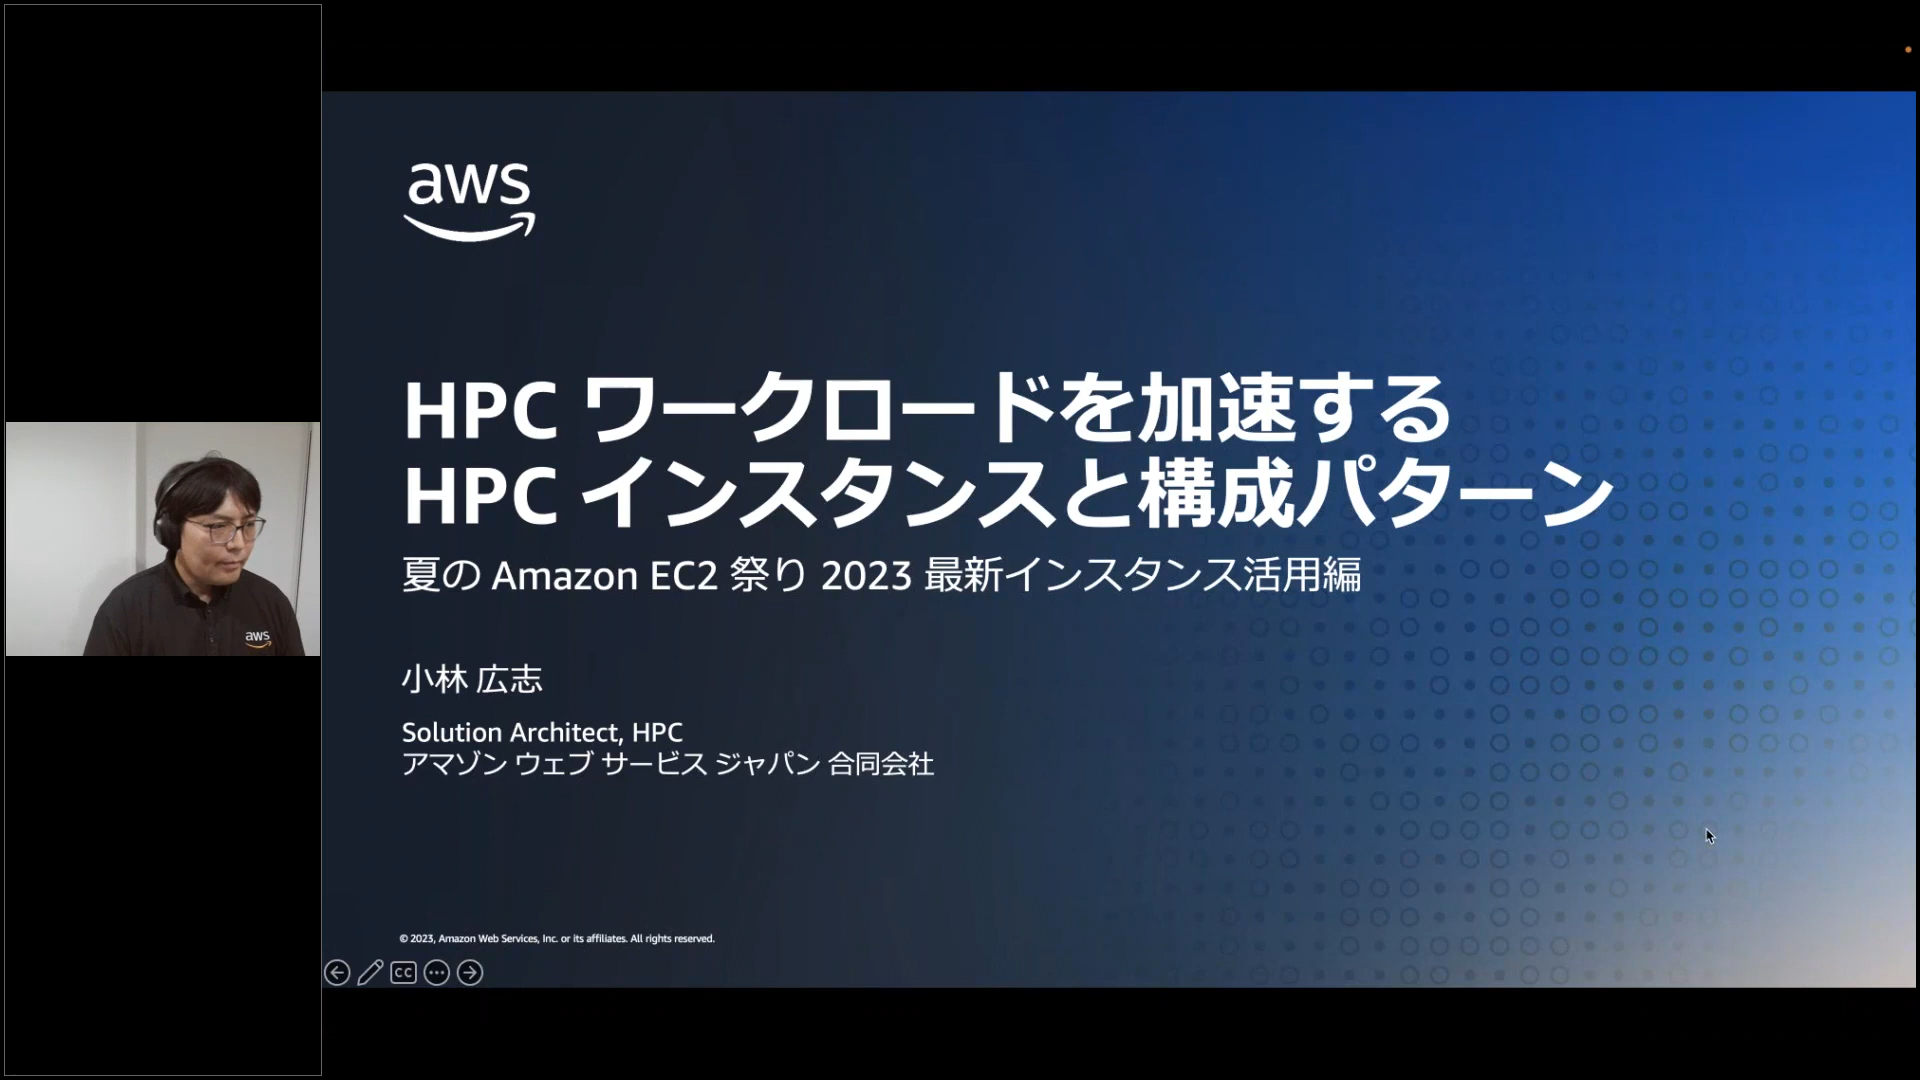 aws
HPC ワークロードを加速する
HPC インスタンスと構成パターン
夏の Amazon EC2 祭り 2023 最新インスタンス活用編
小林 広志
Solution Architect, HPC
アマゾン ウェブ サービス ジャパン 合同会社
© 2023, Amazon Web Services, Inc. or its affiliates. All rights reserved.
CC
aws